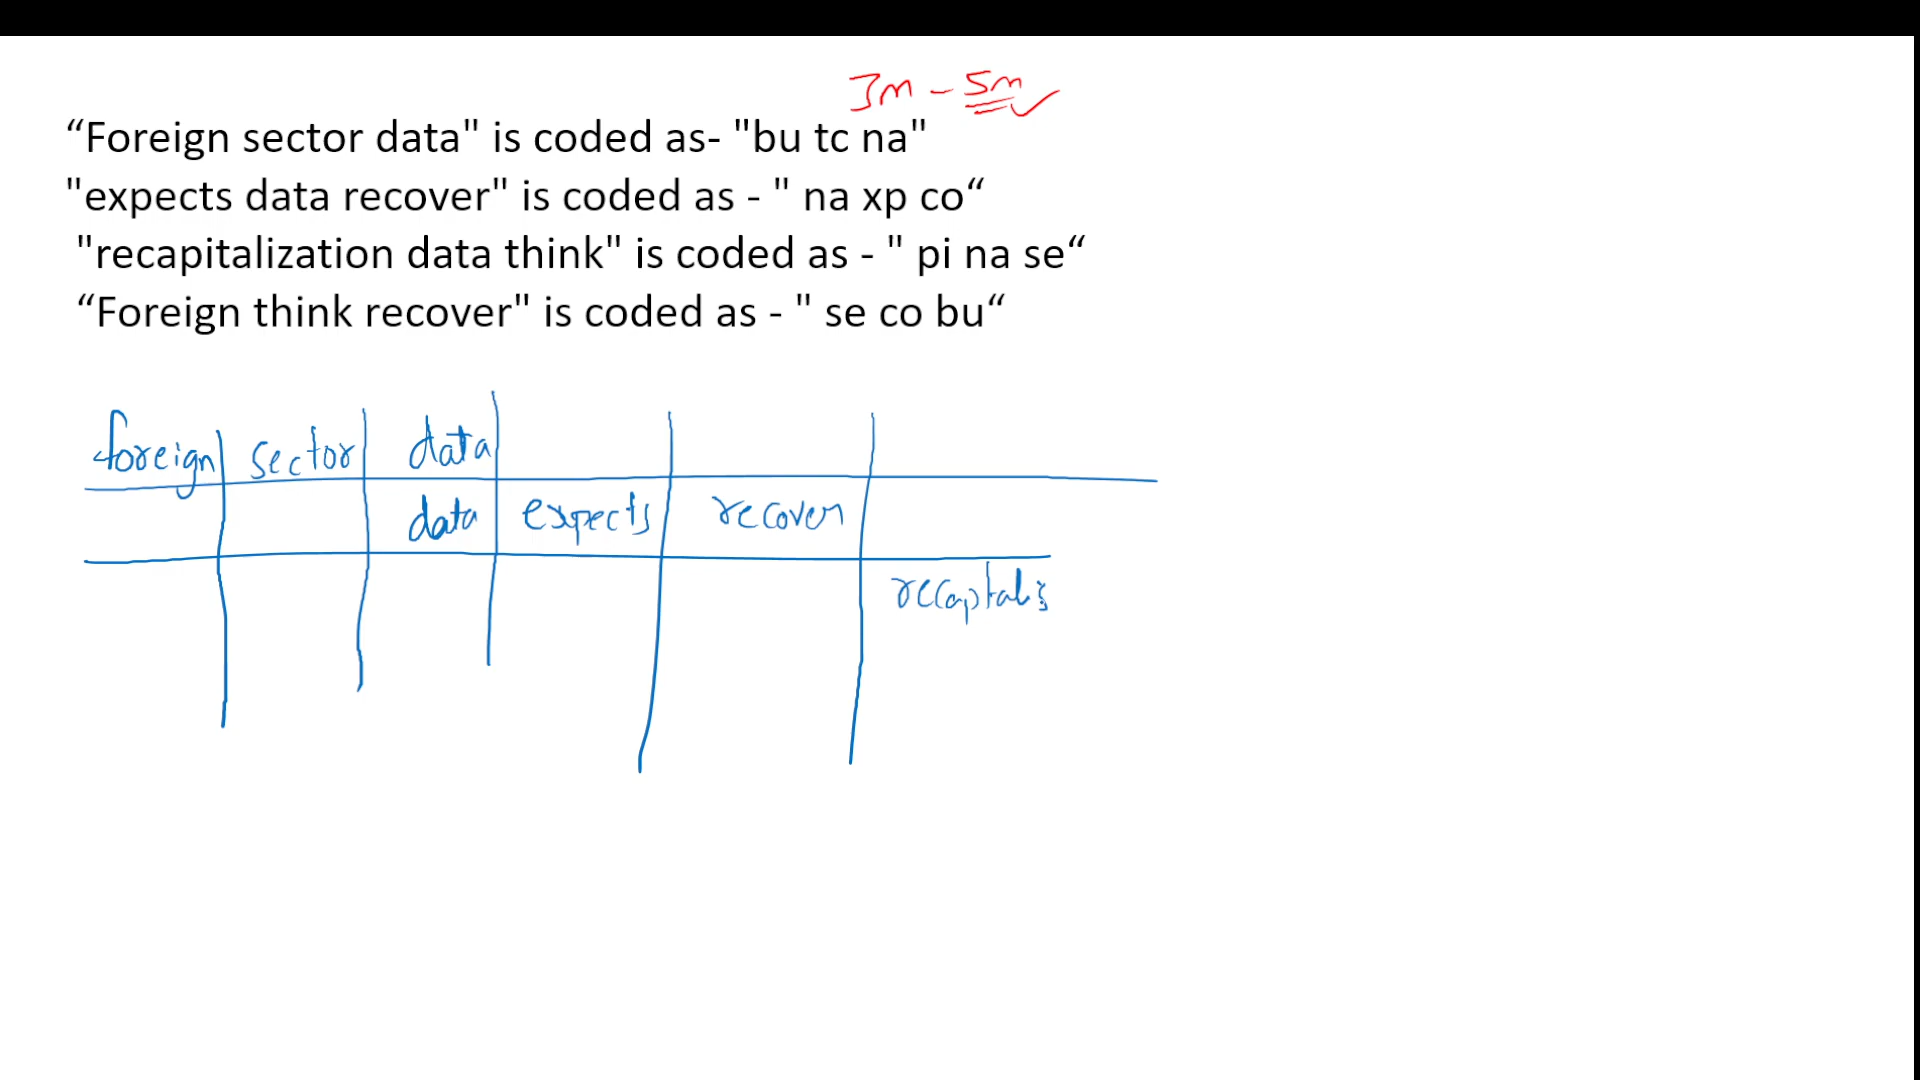 3m - 5m
“Foreign sector data" is coded as- "bu tc na"
"expects data recover" is coded as - " na xp co“
"recapitalization data think" is coded as - " pi na se“
“Foreign think recover" is coded as - " se co bu“
foreign sector data
data expects recover